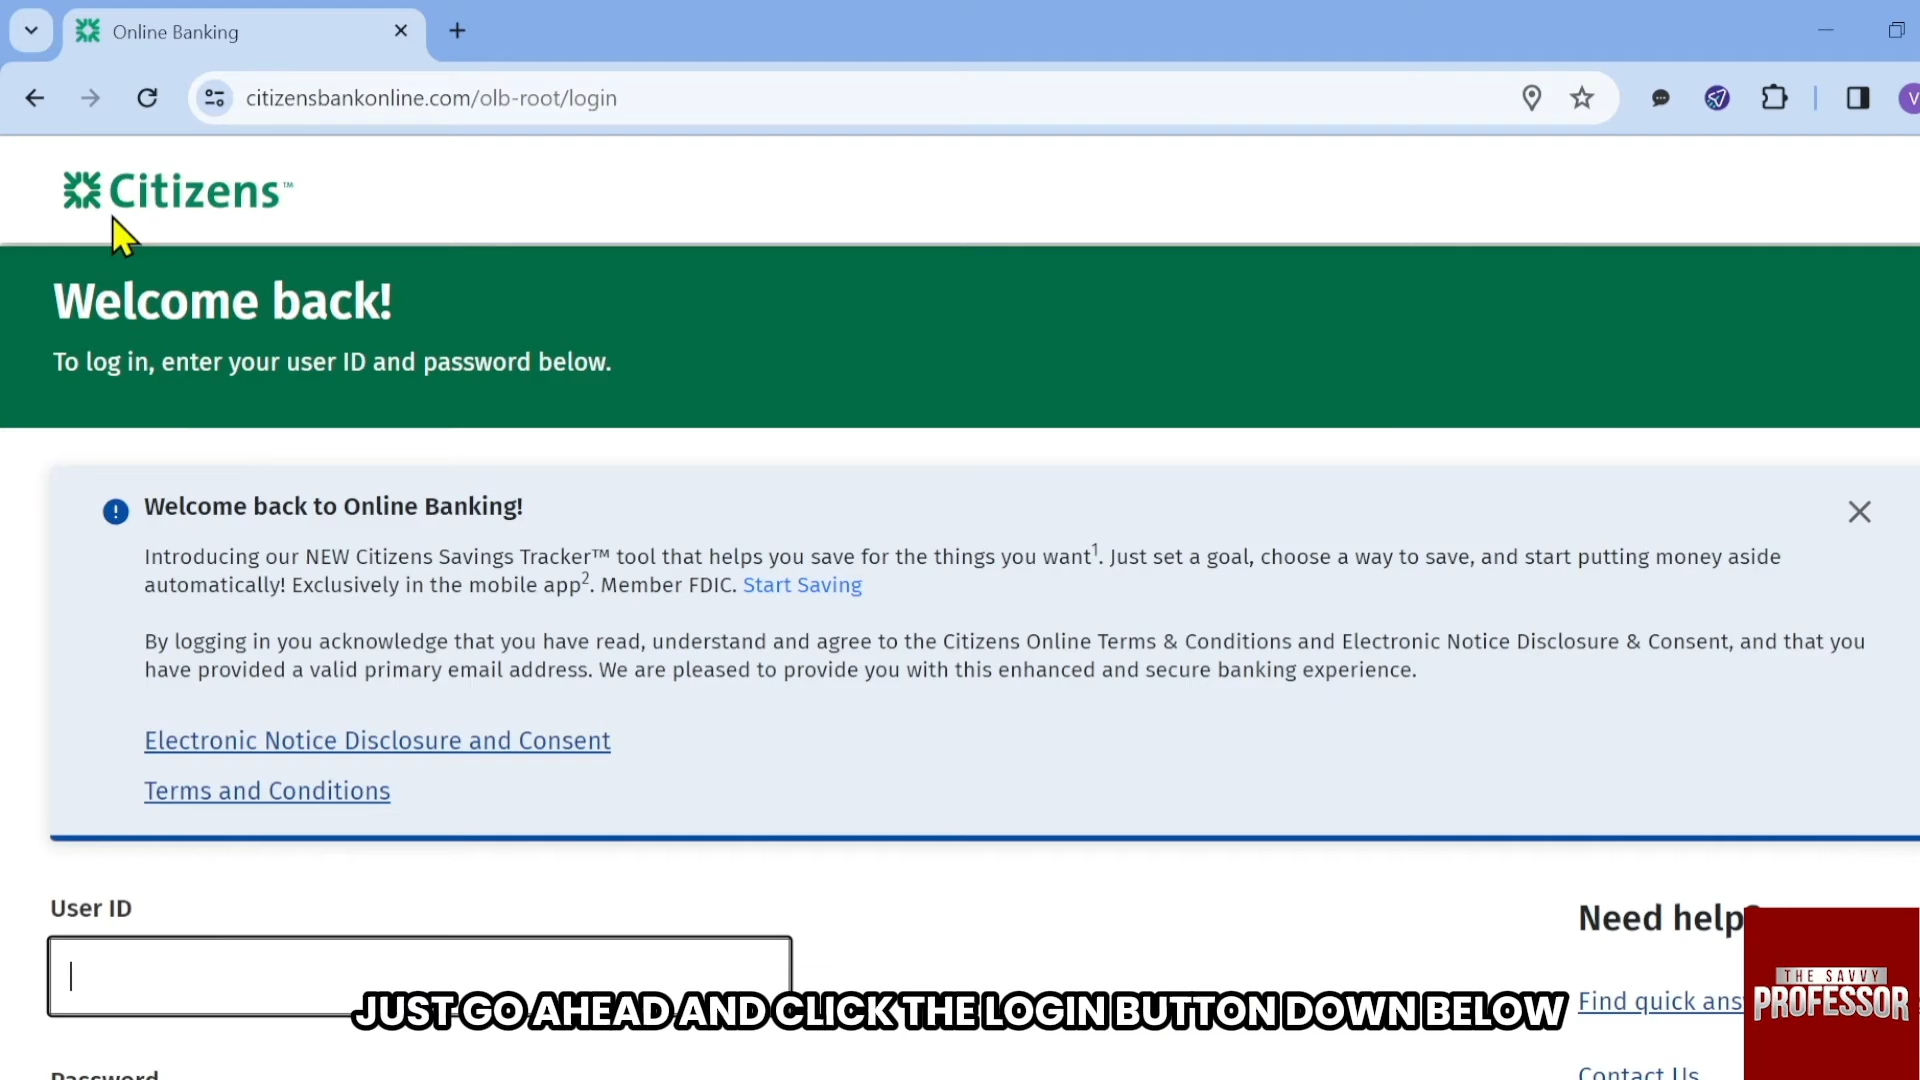 Online Banking
citizensbankonline.com/olb-root/login
V
Citizens™
Welcome back!
To log in, enter your user ID and password below.
Welcome back to Online Banking!
Introducing our NEW Citizens Savings Tracker™ tool that helps you save for the things you want¹. Just set a goal, choose a way to save, and start putting money aside
automatically! Exclusively in the mobile app². Member FDIC. Start Saving
By logging in you acknowledge that you have read, understand and agree to the Citizens Online Terms & Conditions and Electronic Notice Disclosure & Consent, and that you
have provided a valid primary email address. We are pleased to provide you with this enhanced and secure banking experience.
Electronic Notice Disclosure and Consent
Terms and Conditions
User ID
Need help?
JUST GO AHEAD AND CLICK THE LOGIN BUTTON DOWN BELOW
Find quick ans
THE SAVVY
PROFESSOR
Password
Contact Us